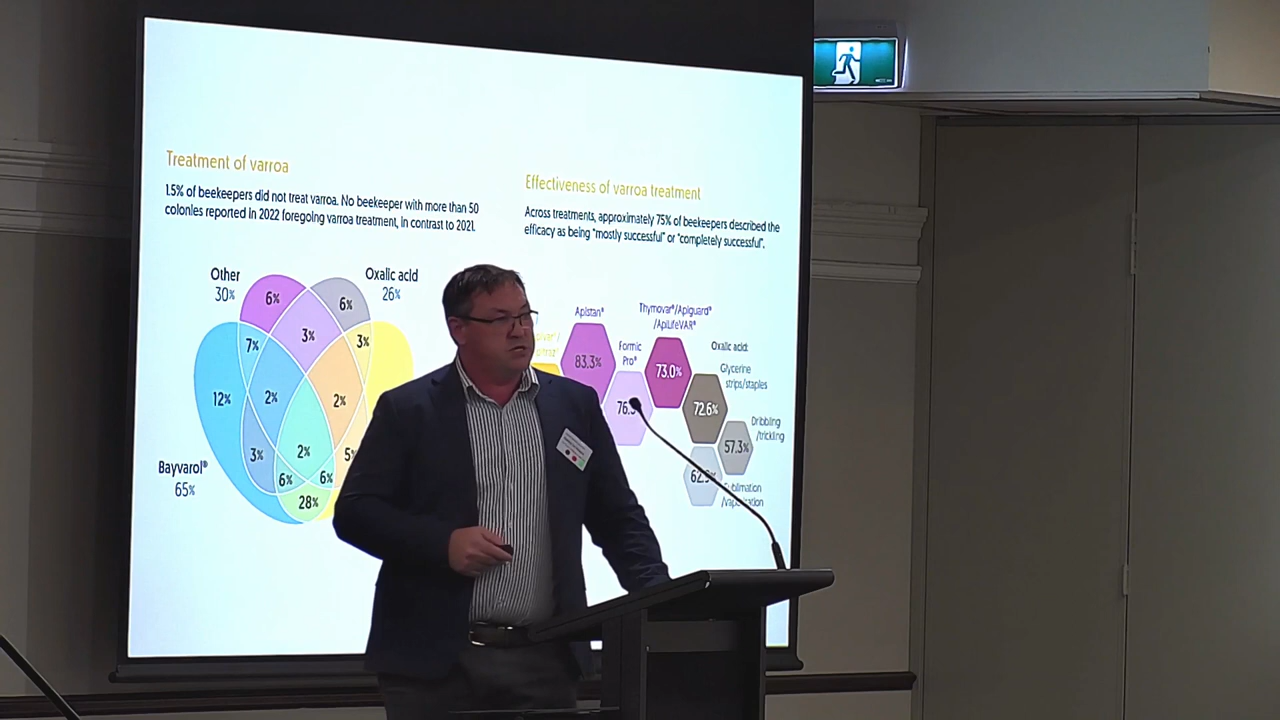 Treatment of varroa
1.5% of beekeepers did not treat varroa. No beekeeper with more than 50
colonies reported in 2022 foregoing varroa treatment, in contrast to 2021.
Other
30%
Oxalic acid
26%
6%
6%
3%
7%
3%
12%
2%
2%
3%
2%
5%
6%
6%
28%
Bayvarol®
65%
Effectiveness of varroa treatment
Across treatments, approximately 75% of beekeepers described the
efficacy as being "mostly successful" or "completely successful".
Apistan®
83.3%
Formic
Pro®
Thymovar®/Apiguard®
/ApiLifeVAR®
73.0%
Oxalic acid:
Glycerine
strips/staples
72.6%
Dribbling
/trickling
57.3%